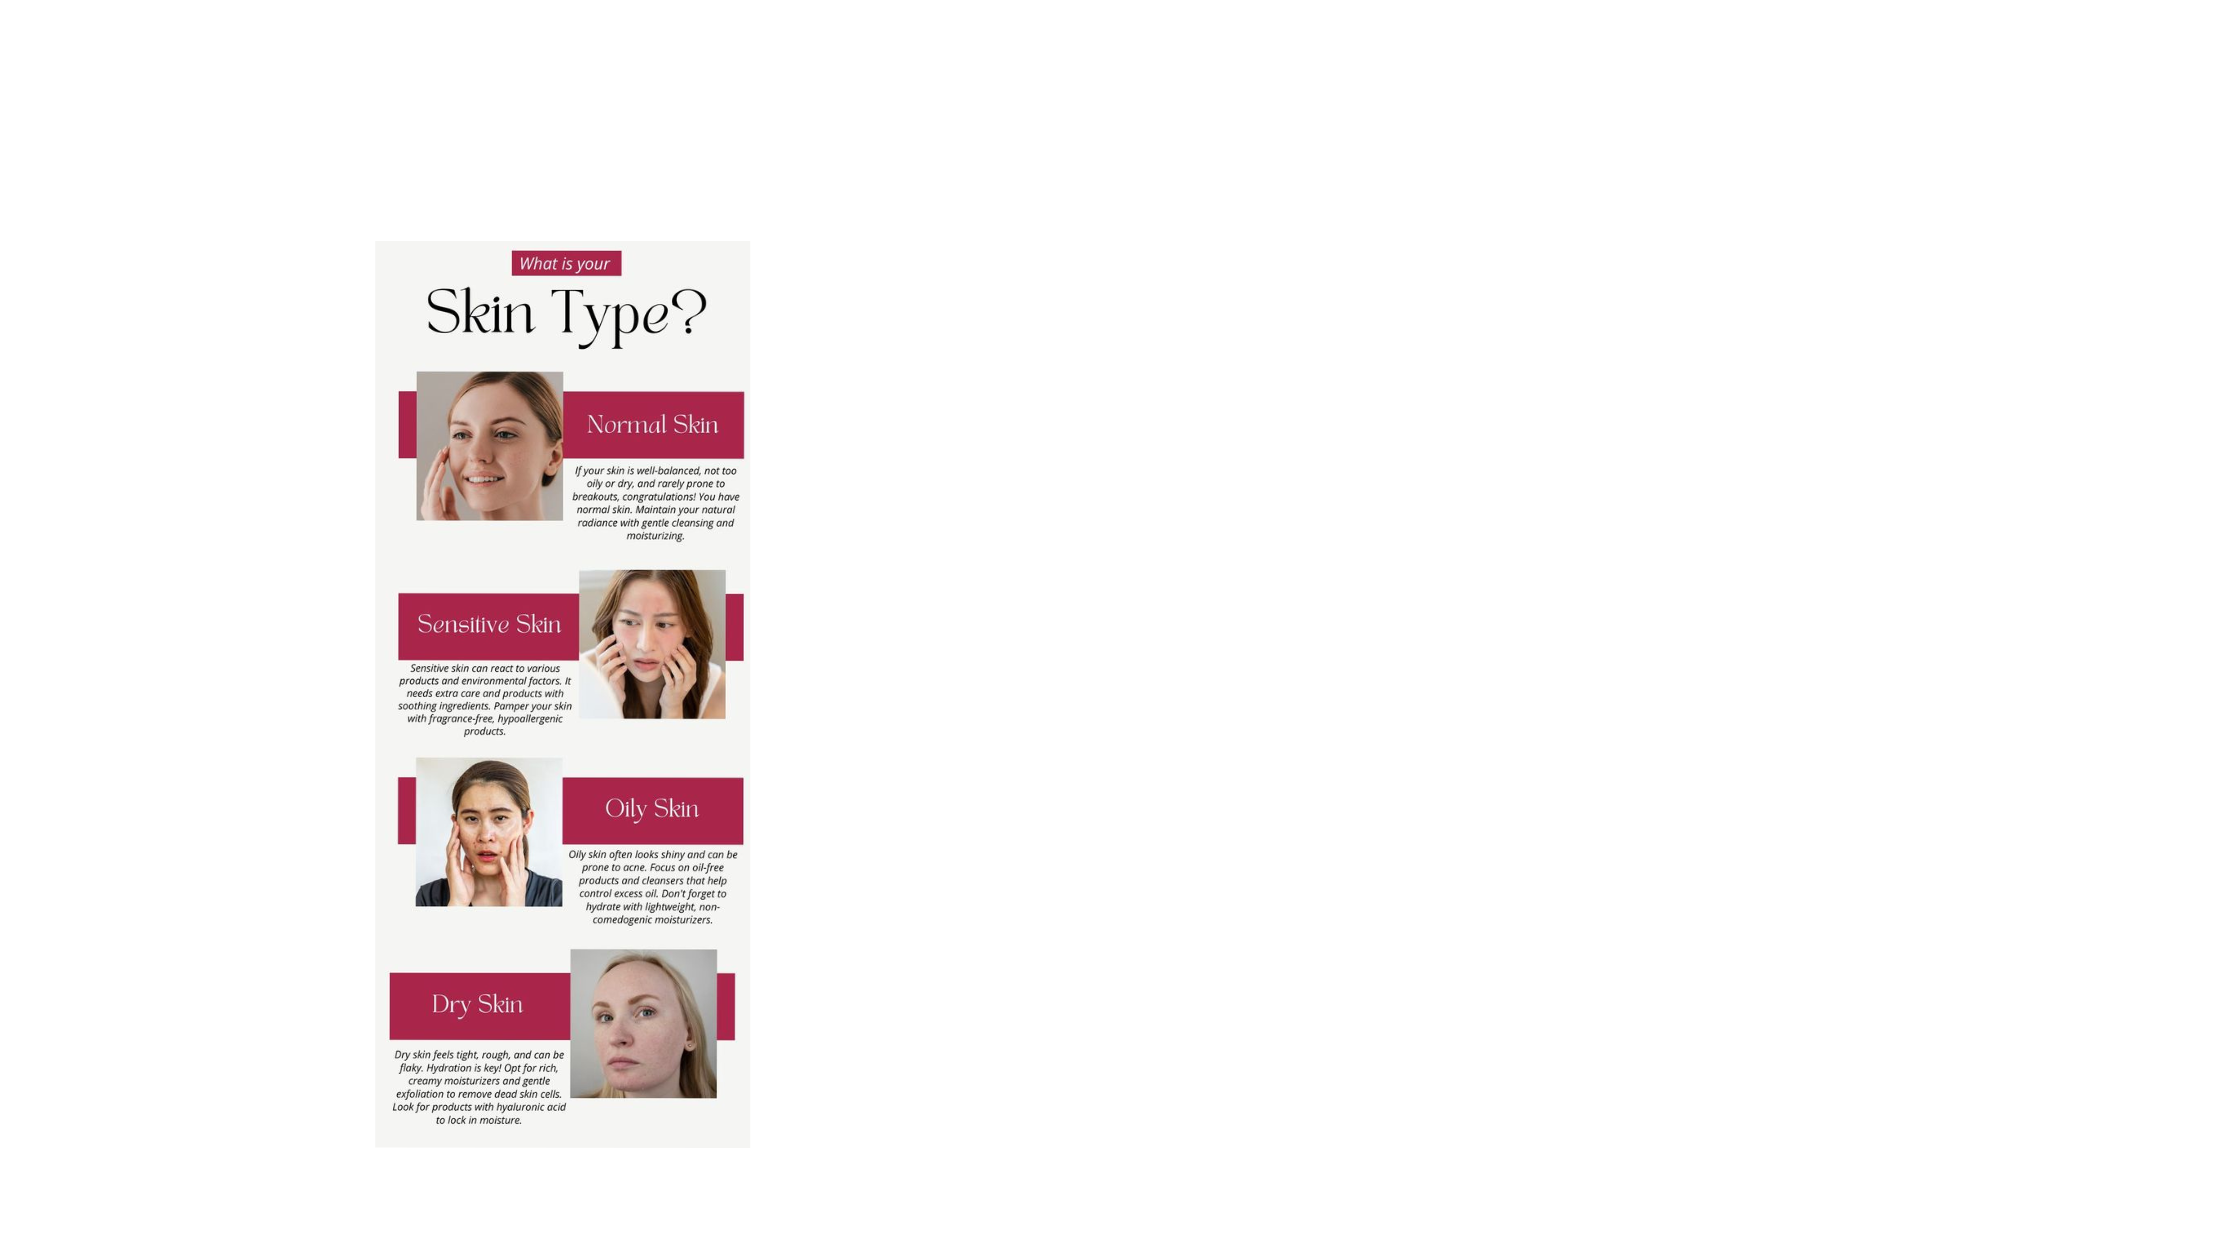 What is your
Skin Type?
Normal Skin
If your skin is well-balanced, not too
oily or dry, and rarely prone to
breakouts, congratulations! You have
normal skin. Maintain your natural
radiance with gentle cleansing and
moisturizing.
Sensitive Skin
Sensitive skin can react to various
products and environmental factors. It
needs extra care and products with
soothing ingredients. Pamper your skin
with fragrance-free, hypoallergenic
products.
Oily Skin
Oily skin often looks shiny and can be
prone to acne. Focus on oil-free
products and cleansers that help
control excess oil. Don't forget to
hydrate with lightweight, non-
comedogenic moisturizers.
Dry Skin
Dry skin feels tight, rough, and can be
flaky. Hydration is key! Opt for rich,
creamy moisturizers and gentle
exfoliation to remove dead skin cells.
Look for products with hyaluronic acid
to lock in moisture.